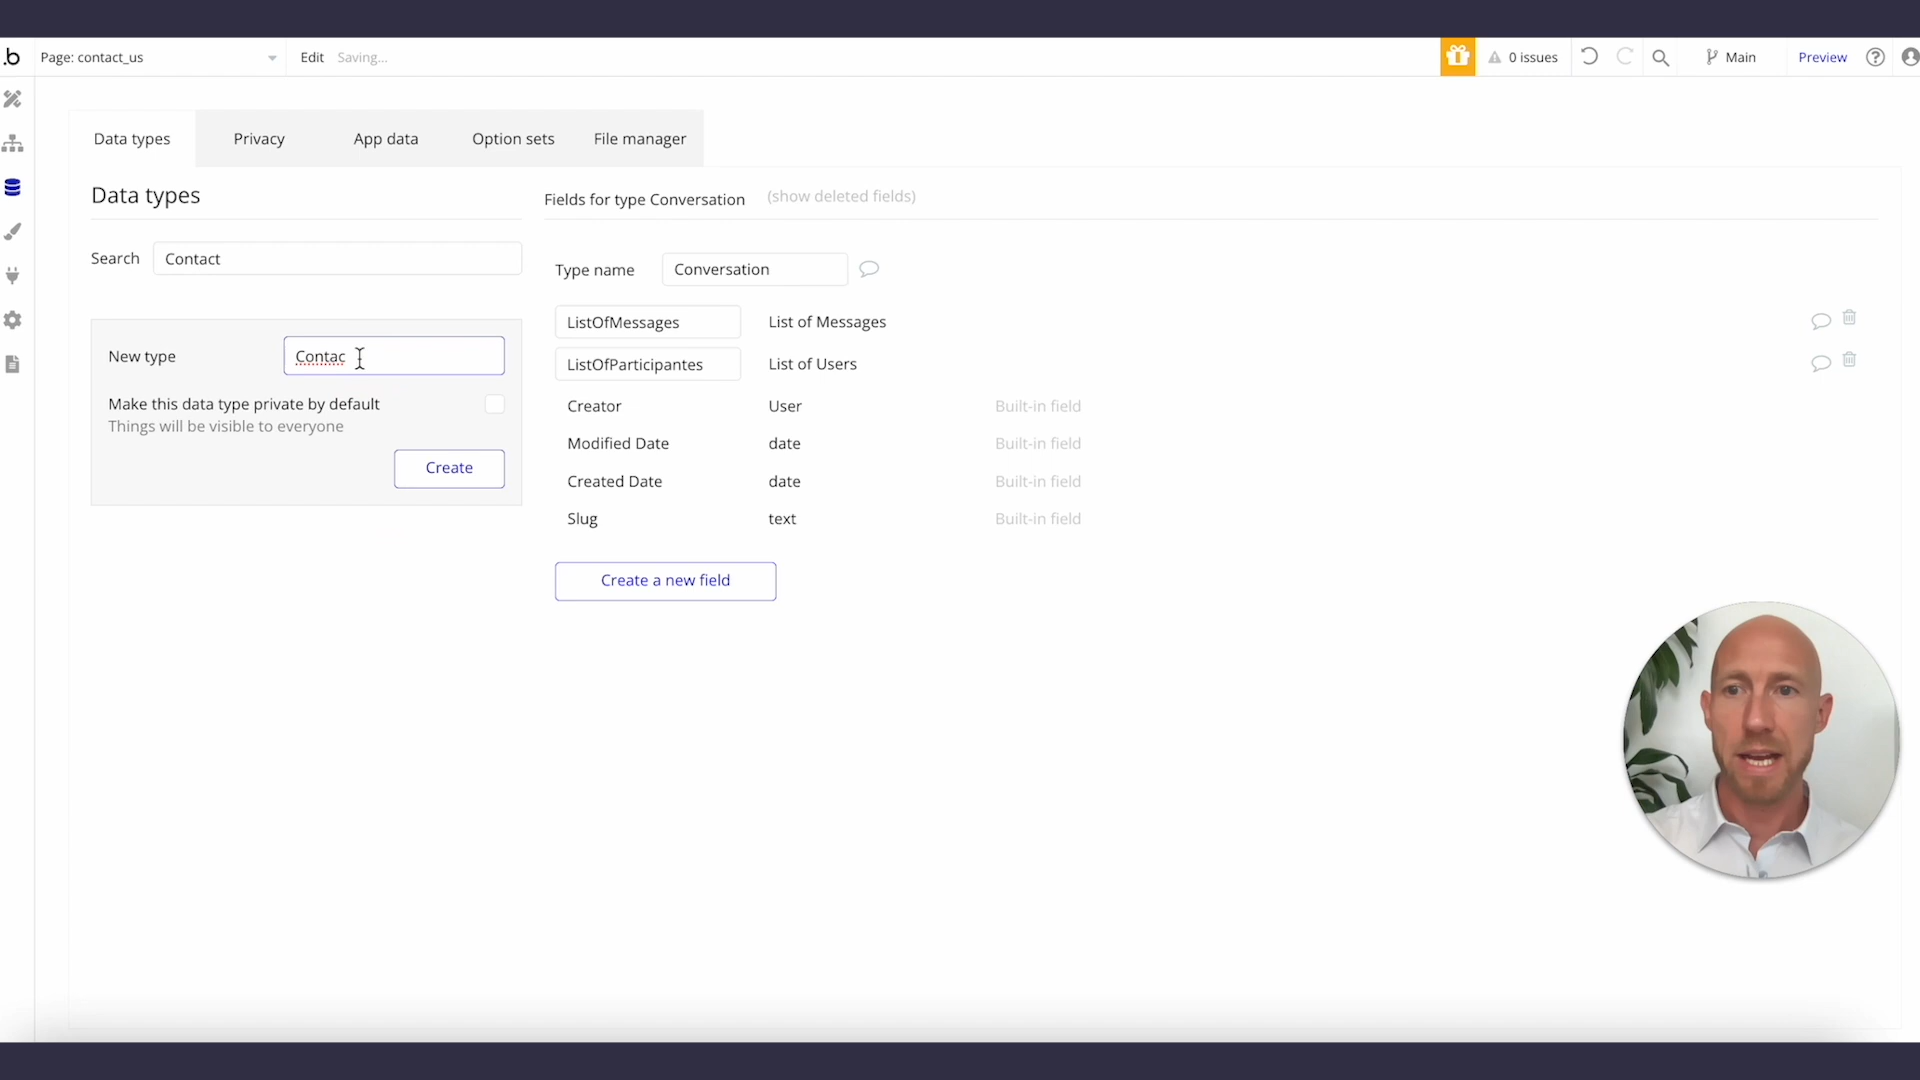 .b Page: contact_us Edit Saving... 0 issues Main Preview ?
Data types Privacy App data Option sets File manager
Data types
Search Contact
New type Contac
Make this data type private by default
Things will be visible to everyone
Create
Fields for type Conversation (show deleted fields)
Type name Conversation
ListOfMessages List of Messages
ListOfParticipantes List of Users
Creator User Built-in field
Modified Date date Built-in field
Created Date date Built-in field
Slug text Built-in field
Create a new field